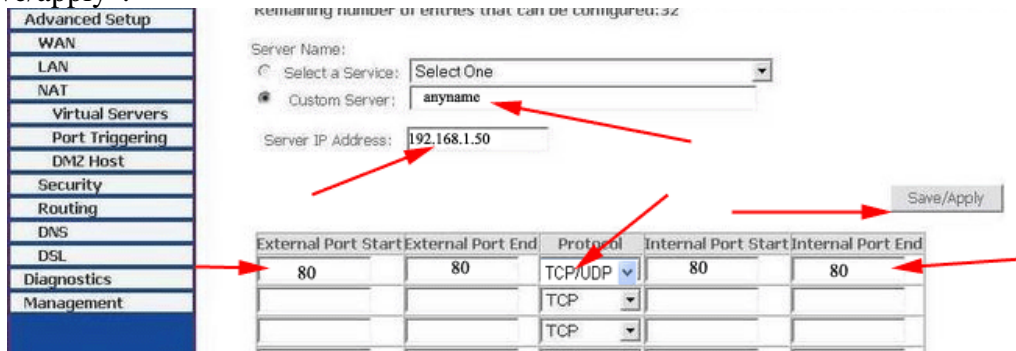 ve/apply".
Remaining number of entries that can be configured:32
Advanced Setup
WAN
LAN
NAT
Virtual Servers
Port Triggering
DMZ Host
Security
Routing
DNS
DSL
Diagnostics
Management
Server Name:
Select a Service: Select One
Custom Server: anyname
Server IP Address: 192.168.1.50
Save/Apply
External Port Start External Port End Protocol Internal Port Start Internal Port End
80 80 TCP/UDP 80 80
TCP
TCP